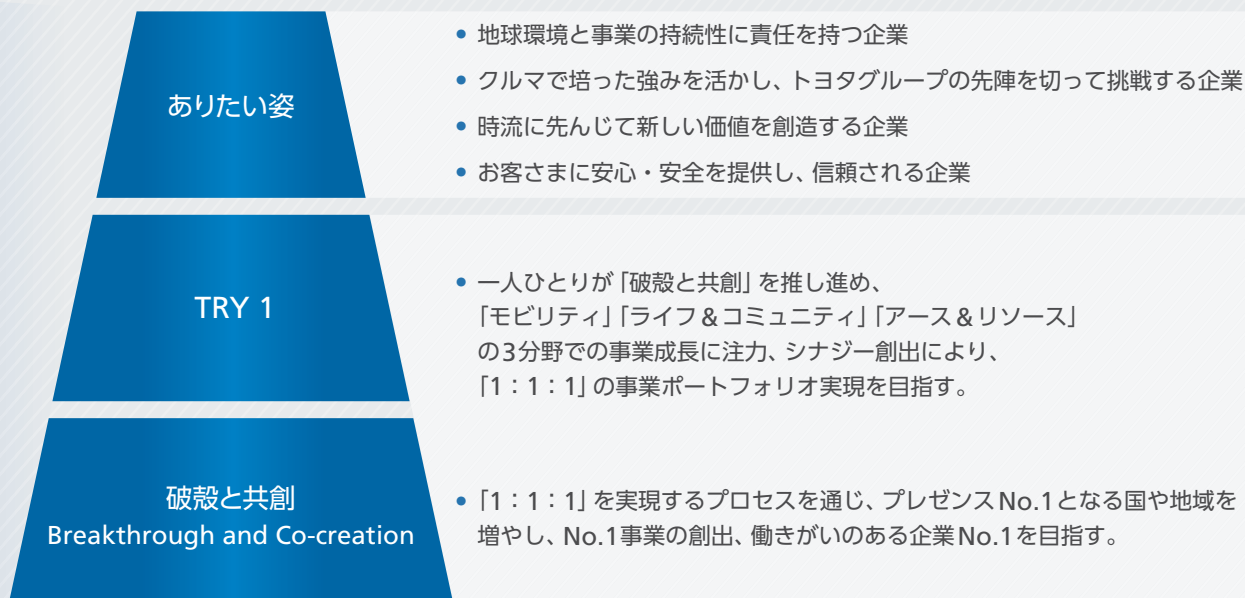 ありたい姿
• 地球環境と事業の持続性に責任を持つ企業
• クルマで培った強みを活かし、トヨタグループの先陣を切って挑戦する企業
• 時流に先んじて新しい価値を創造する企業
• お客さまに安心・安全を提供し、信頼される企業
TRY 1
• 一人ひとりが「破殻と共創」を推し進め、
「モビリティ」「ライフ＆コミュニティ」「アース＆リソース」
の3分野での事業成長に注力、シナジー創出により、
「1：1：1」の事業ポートフォリオ実現を目指す。
破殻と共創
Breakthrough and Co-creation
• 「1：1：1」を実現するプロセスを通じ、プレゼンスNo.1となる国や地域を
増やし、No.1事業の創出、働きがいのある企業No.1を目指す。